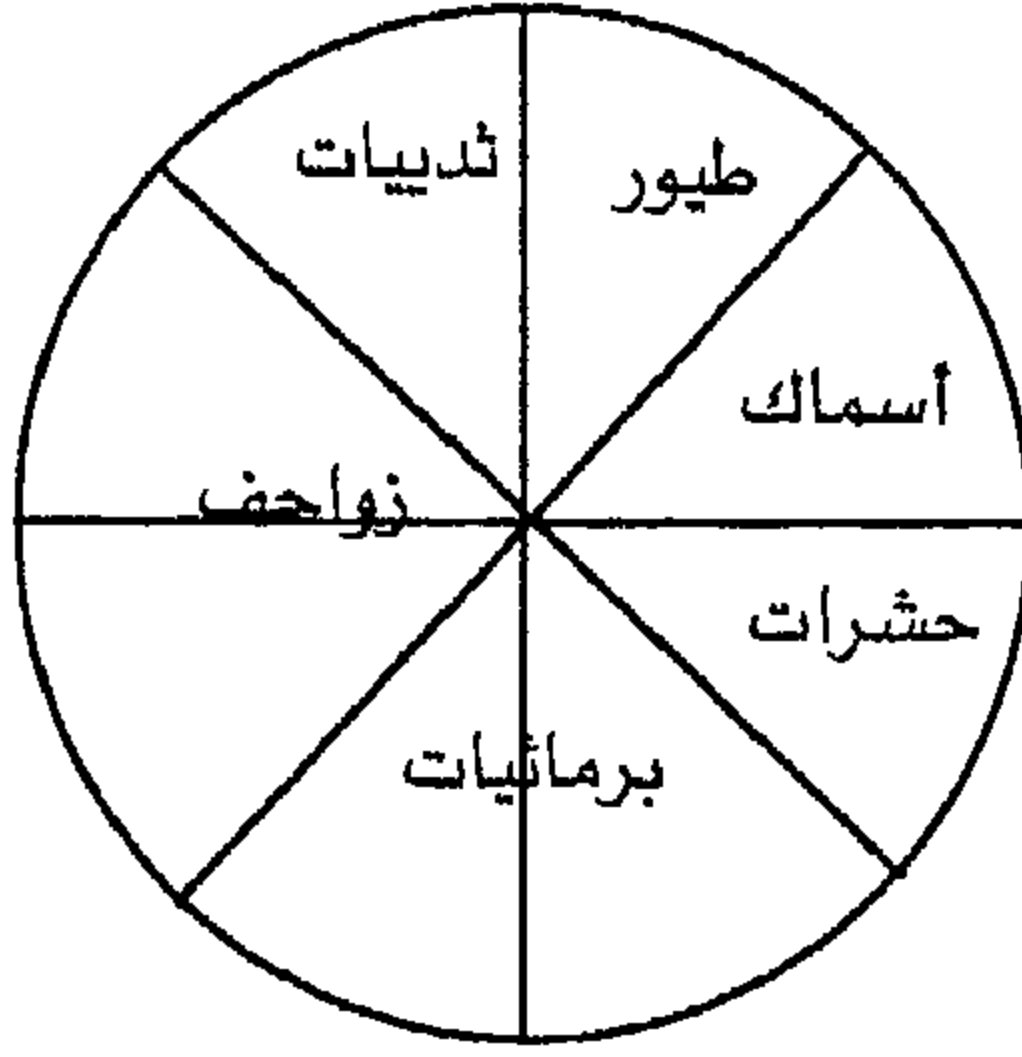 طيور
ثدييات
أسماك
زواحف
حشرات
برمائيات